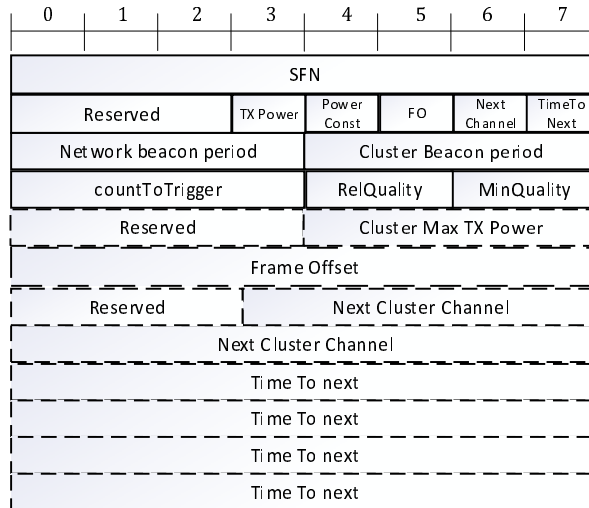 0 1 2 3 4 5 6 7
SFN
Reserved TX Power Power Const FO Next Channel TimeTo Next
Network beacon period Cluster Beacon period
countToTrigger RelQuality MinQuality
Reserved Cluster Max TX Power
Frame Offset
Reserved Next Cluster Channel
Next Cluster Channel
Time To next
Time To next
Time To next
Time To next